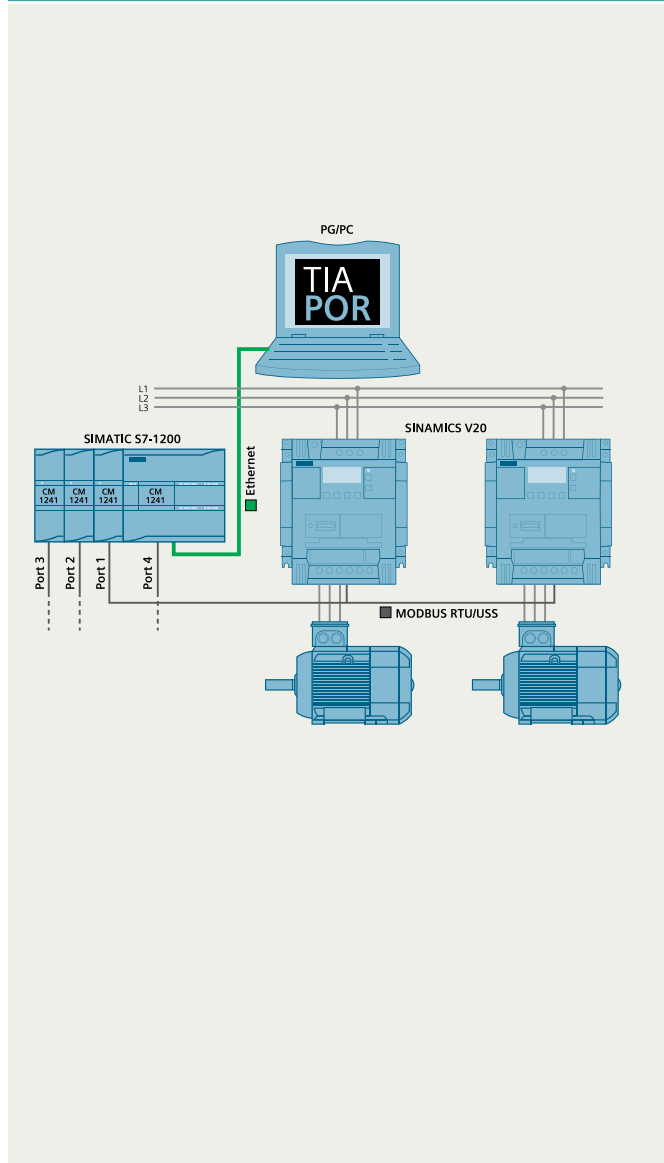 PG/PC
TIA
POR
L1
L2
L3
SINAMICS V20
SIMATIC S7-1200
Ethernet
CM
1241
CM
1241
CM
1241
CM
1241
Port 3
Port 2
Port 1
Port 4
MODBUS RTU/USS